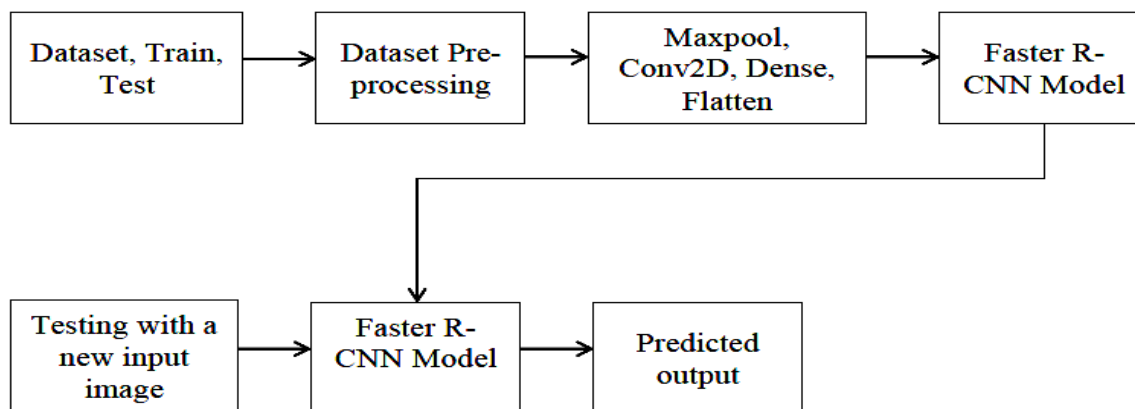 Dataset, Train,
Test
Dataset Pre-
processing
Maxpool,
Conv2D, Dense,
Flatten
Faster R-
CNN Model
Testing with a
new input
image
Faster R-
CNN Model
Predicted
output